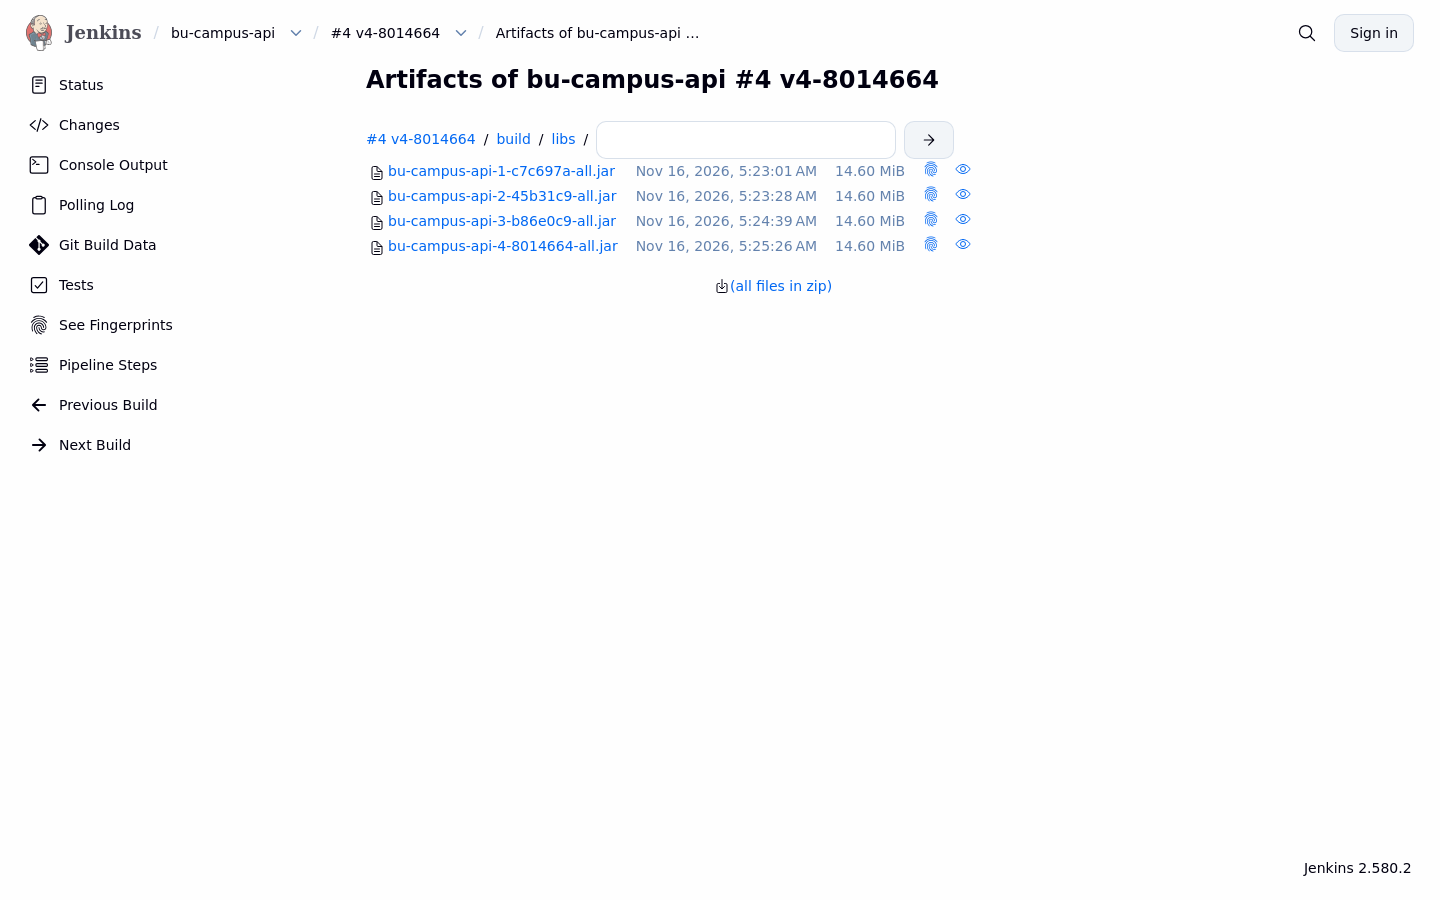 Jenkins / bu-campus-api / #4 v4-8014664 / Artifacts of bu-campus-api ... Sign in
Status
Changes
Console Output
Polling Log
Git Build Data
Tests
See Fingerprints
Pipeline Steps
Previous Build
Next Build
Artifacts of bu-campus-api #4 v4-8014664
#4 v4-8014664 / build / libs /
bu-campus-api-1-c7c697a-all.jar Nov 16, 2026, 5:23:01 AM 14.60 MiB
bu-campus-api-2-45b31c9-all.jar Nov 16, 2026, 5:23:28 AM 14.60 MiB
bu-campus-api-3-b86e0c9-all.jar Nov 16, 2026, 5:24:39 AM 14.60 MiB
bu-campus-api-4-8014664-all.jar Nov 16, 2026, 5:25:26 AM 14.60 MiB
(all files in zip)
Jenkins 2.580.2